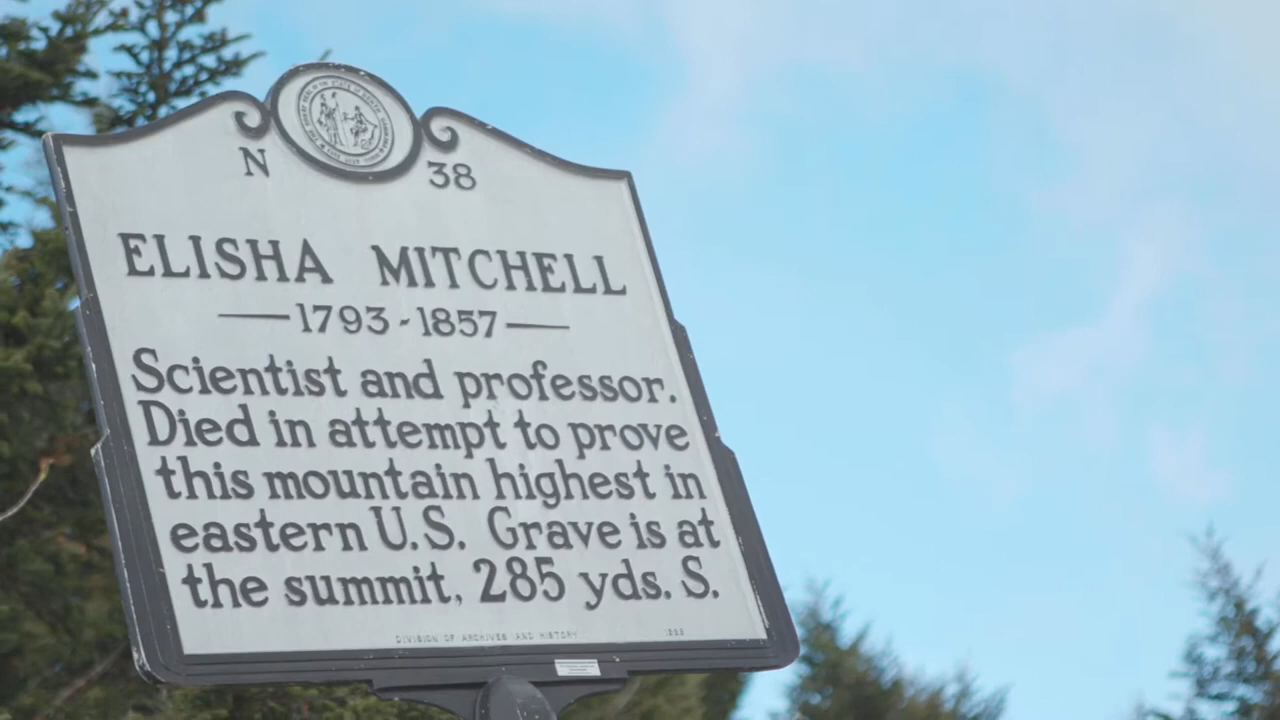 N 38
ELISHA MITCHELL
1793-1857
Scientist and professor.
Died in attempt to prove
this mountain highest in
eastern U.S. Grave is at
the summit, 285 yds. S.
DIVISION OF ARCHIVES AND HISTORY